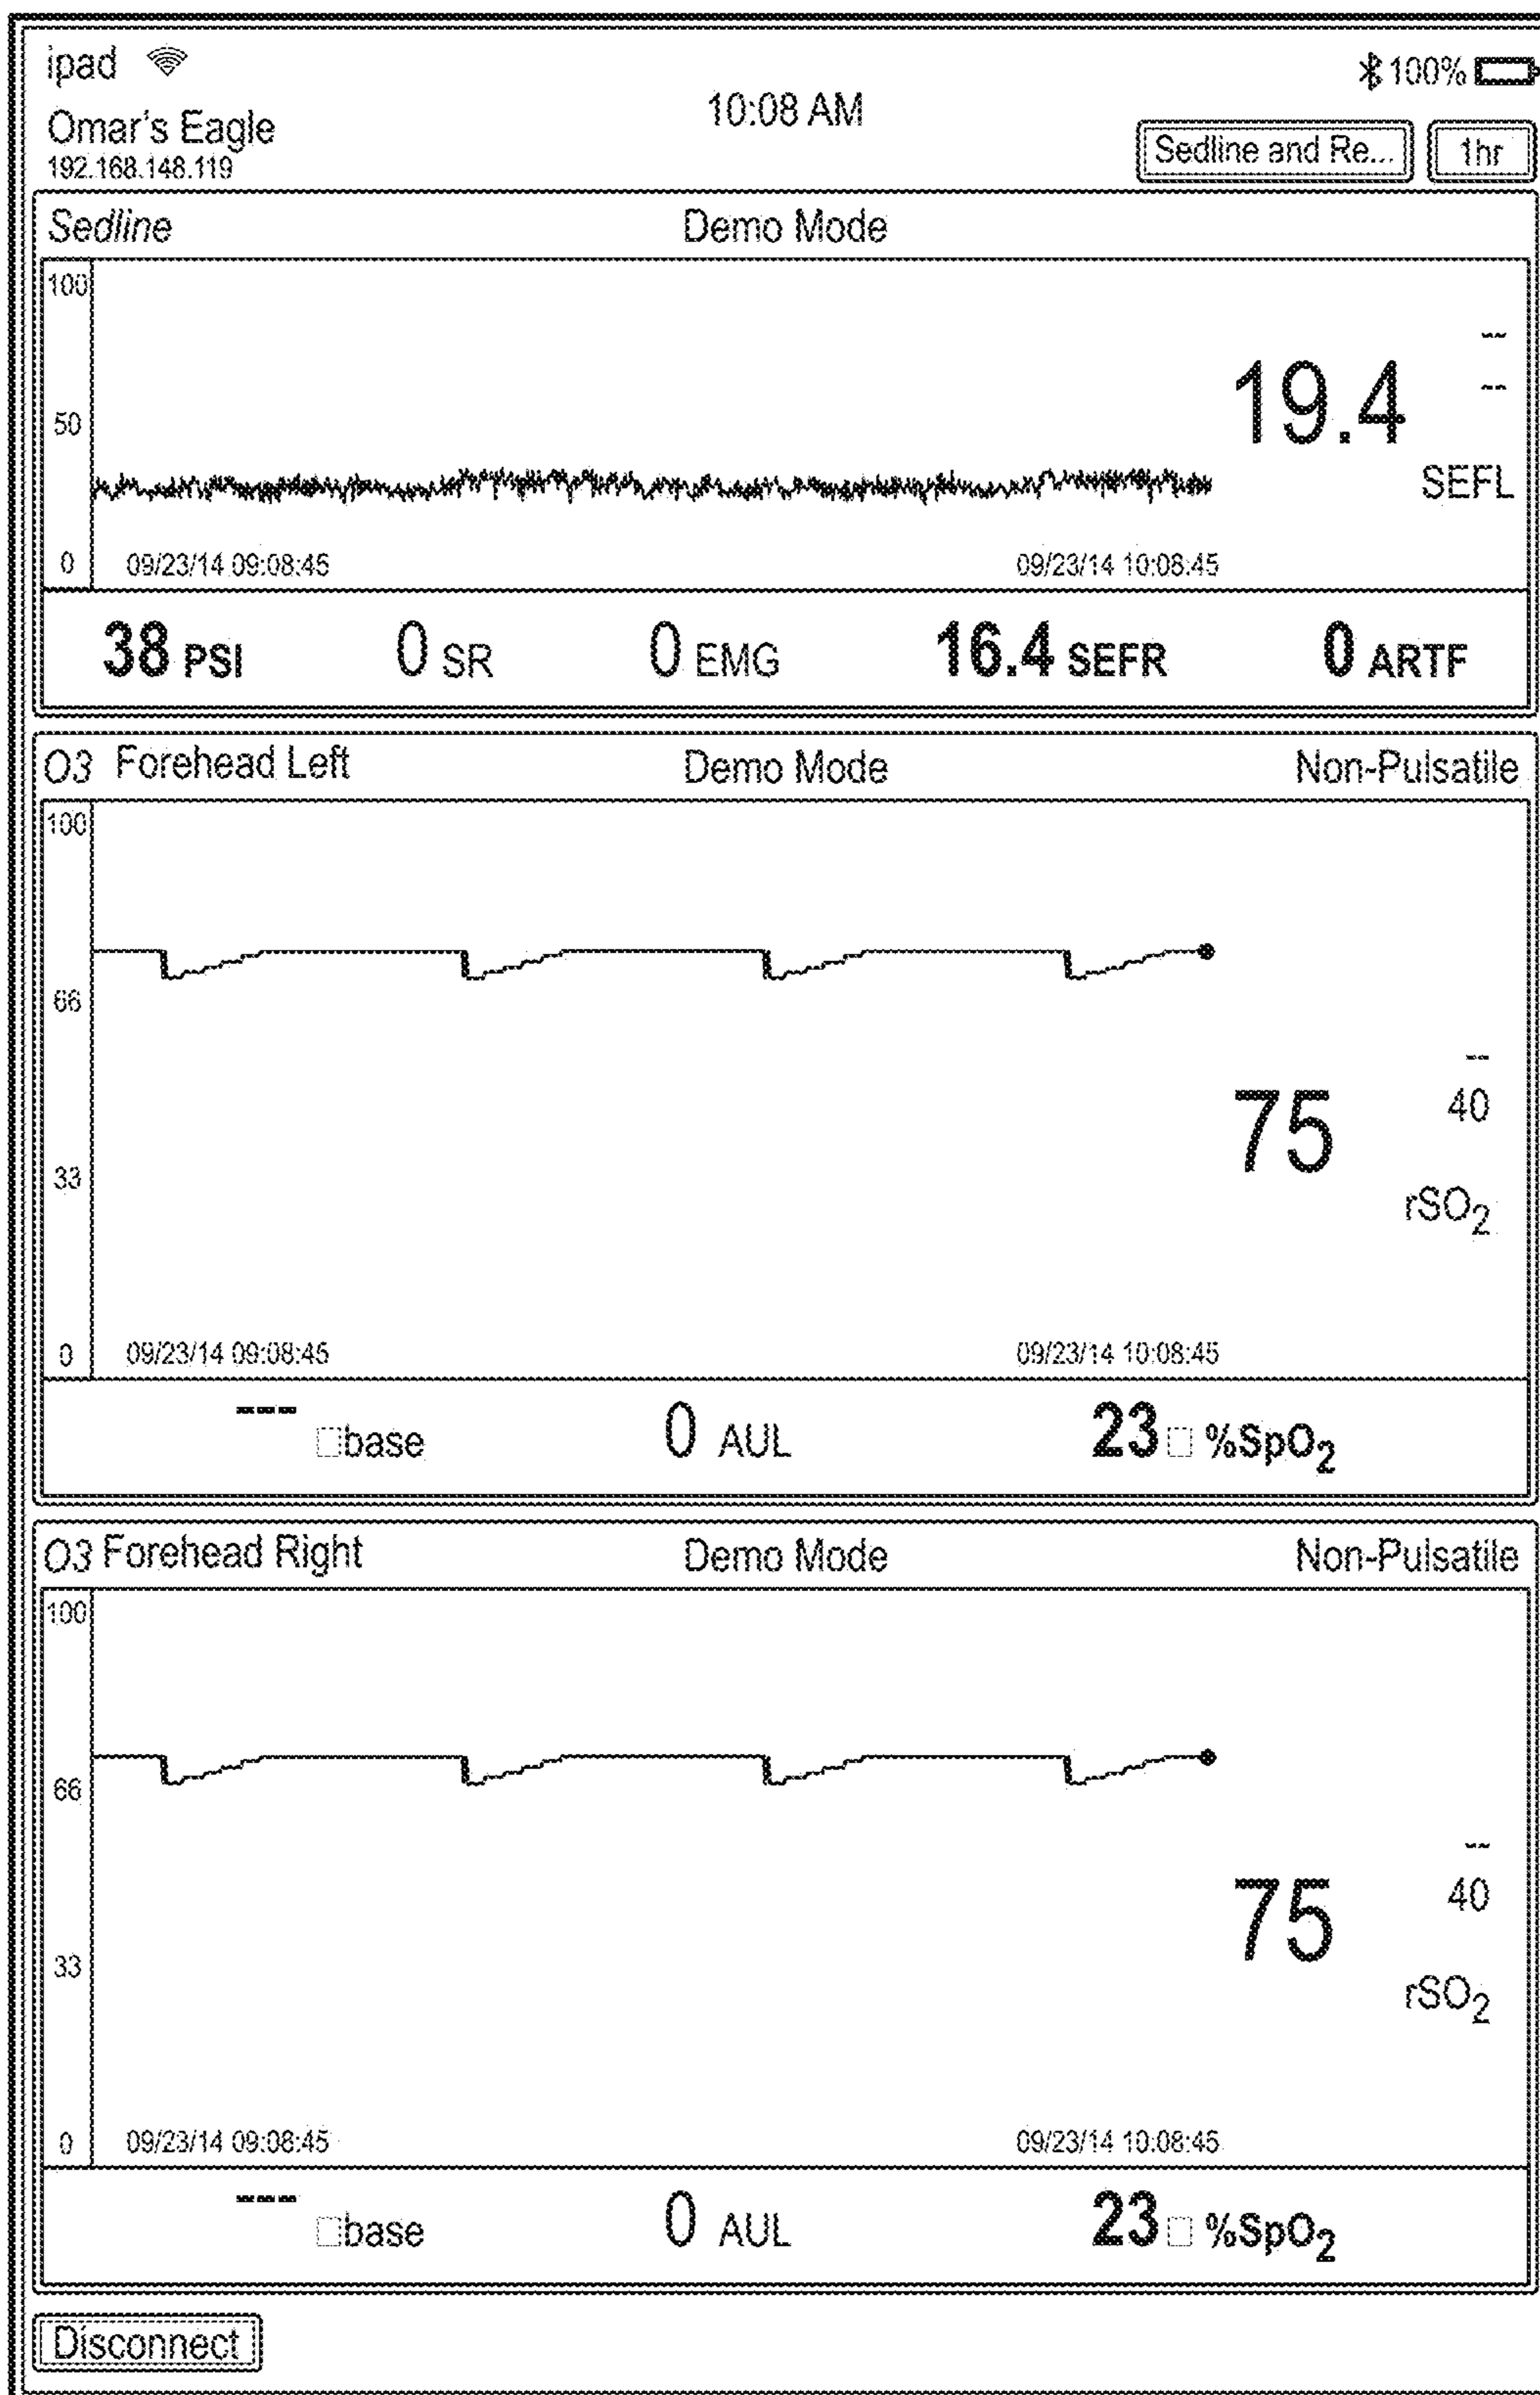 ipad 100%
10:08 AM
Omar's Eagle
192.168.148.119
Sedline and Re... 1hr
Sedline Demo Mode
100
--
19.4 --
50
SEFL
0 09/23/14 09:08:45 09/23/14 10:08:45
38 PSI 0 SR 0 EMG 16.4 SEFR 0 ARTF
O3 Forehead Left Demo Mode Non-Pulsatile
100
66
--
75 40
33
rSO₂
0 09/23/14 09:08:45 09/23/14 10:08:45
--- □base 0 AUL 23 □ %SpO₂
O3 Forehead Right Demo Mode Non-Pulsatile
100
66
--
75 40
33
rSO₂
0 09/23/14 09:08:45 09/23/14 10:08:45
--- □base 0 AUL 23 □ %SpO₂
Disconnect